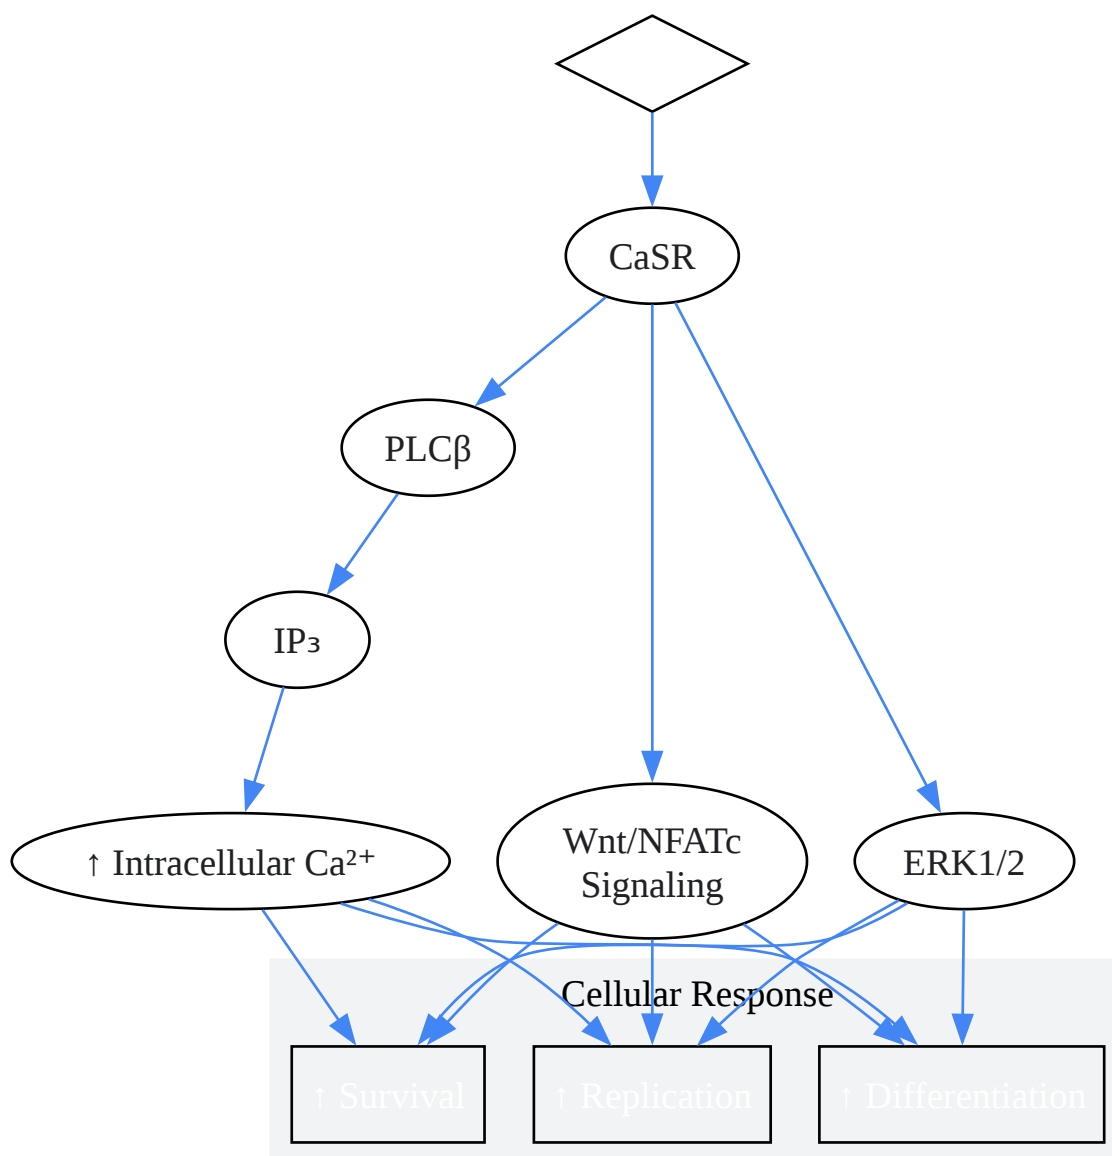 CaSR
PLCβ
IP₃
↑ Intracellular Ca²⁺
Wnt/NFATc
Signaling
ERK1/2
Cellular Response
↑ Survival
↑ Replication
↑ Differentiation